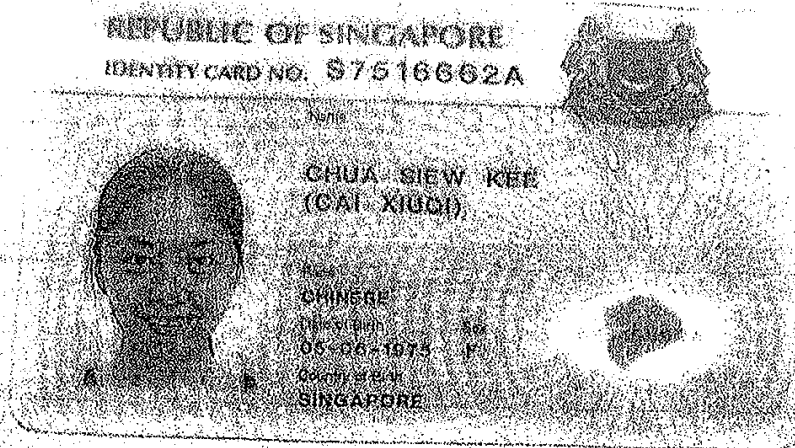 REPUBLIC OF SINGAPORE
IDENTITY CARD NO. S7516662A
Name
CHUA SIEW KEE
(CAI XIUQI)
Race
CHINESE
Date of Birth Sex
05-06-1975 F
Country of Birth
SINGAPORE